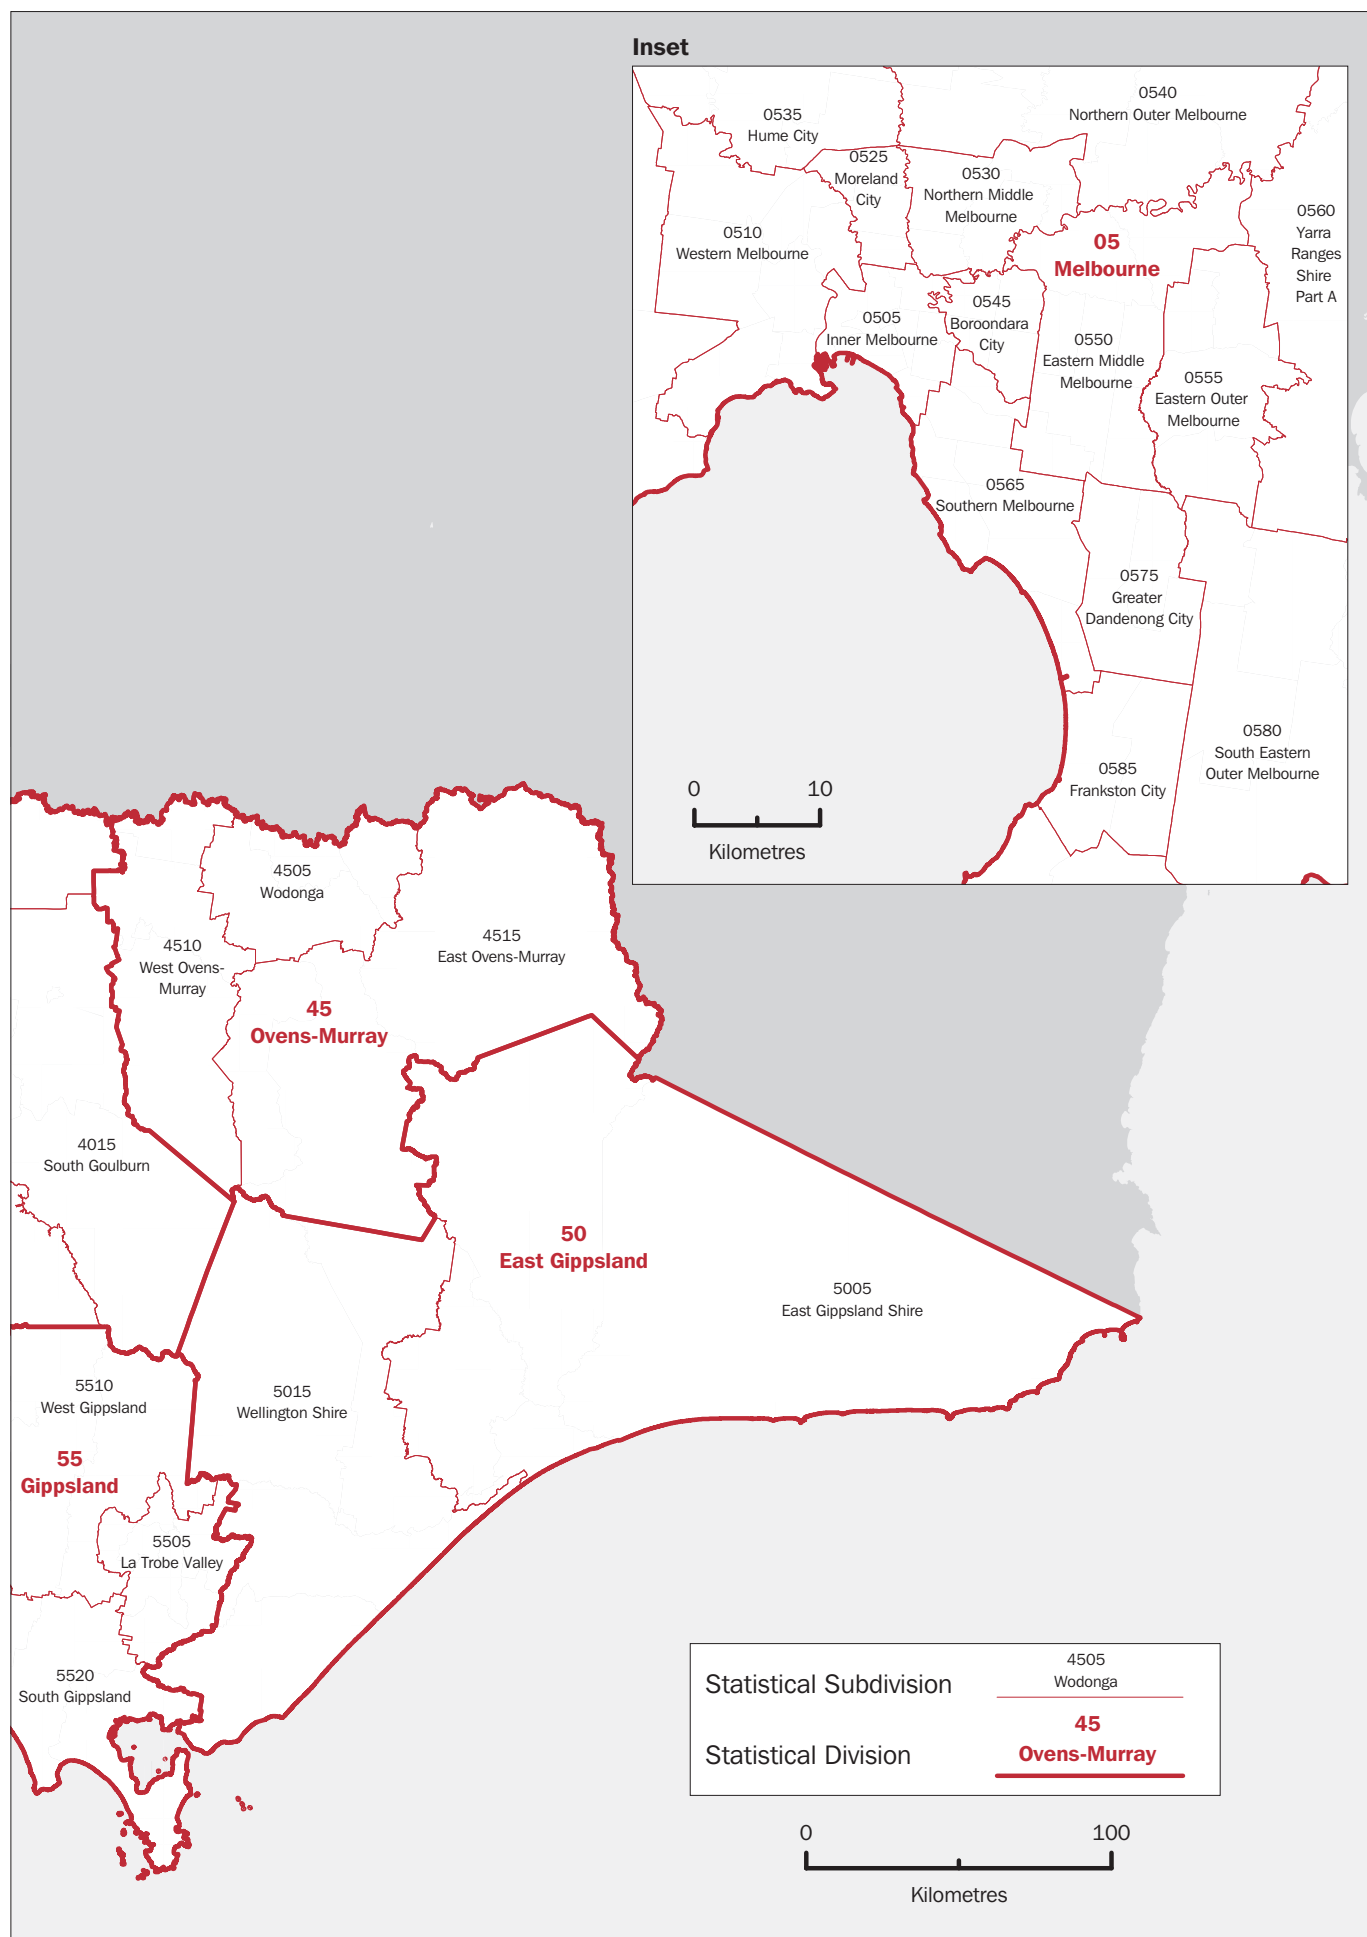 Inset
0540
Northern Outer Melbourne
0535
Hume City
0525
Moreland
City
0530
Northern Middle
Melbourne
0560
Yarra
Ranges
Shire
Part A
0510
Western Melbourne
05
Melbourne
0545
Boroondara
City
0505
Inner Melbourne
0550
Eastern Middle
Melbourne
0555
Eastern Outer
Melbourne
0565
Southern Melbourne
0575
Greater
Dandenong City
0580
South Eastern
Outer Melbourne
0585
Frankston City
0 10
Kilometres
4505
Wodonga
4510
West Ovens-
Murray
4515
East Ovens-Murray
45
Ovens-Murray
4015
South Goulburn
50
East Gippsland
5005
East Gippsland Shire
5510
West Gippsland
5015
Wellington Shire
55
Gippsland
5505
La Trobe Valley
5520
South Gippsland
Statistical Subdivision
4505
Wodonga
Statistical Division
45
Ovens-Murray
0 100
Kilometres